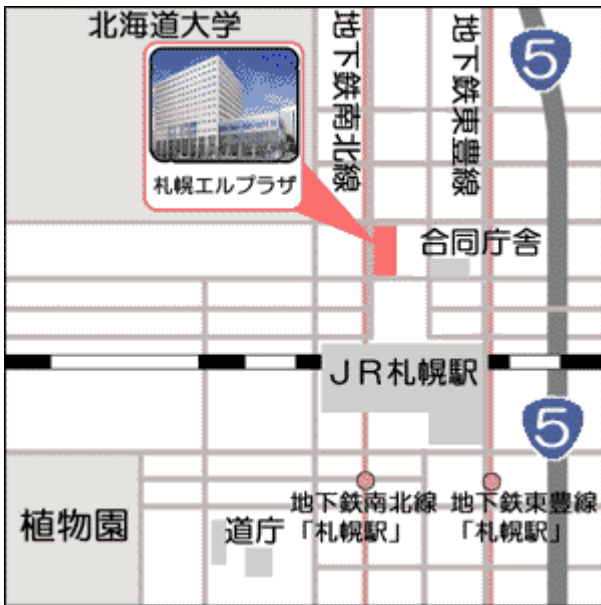 北海道大学
地下鉄南北線
地下鉄東豊線
5
札幌エルプラザ
合同庁舎
JR札幌駅
5
地下鉄南北線
「札幌駅」
地下鉄東豊線
「札幌駅」
植物園
道庁